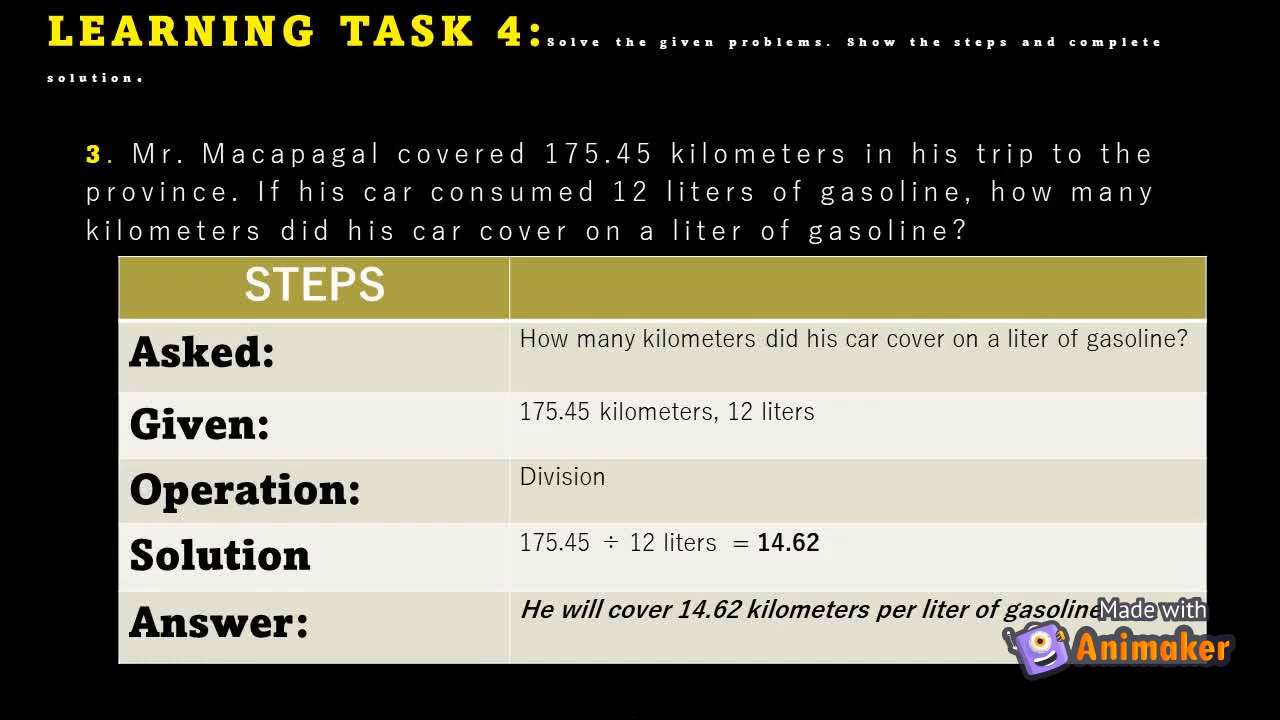 LEARNING TASK 4: Solve the given problems. Show the steps and complete
solution.
3. Mr. Macapagal covered 175.45 kilometers in his trip to the
province. If his car consumed 12 liters of gasoline, how many
kilometers did his car cover on a liter of gasoline?
STEPS
Asked: How many kilometers did his car cover on a liter of gasoline?
Given: 175.45 kilometers, 12 liters
Operation: Division
Solution 175.45 ÷ 12 liters = 14.62
Answer: He will cover 14.62 kilometers per liter of gasoline
Made with
Animaker